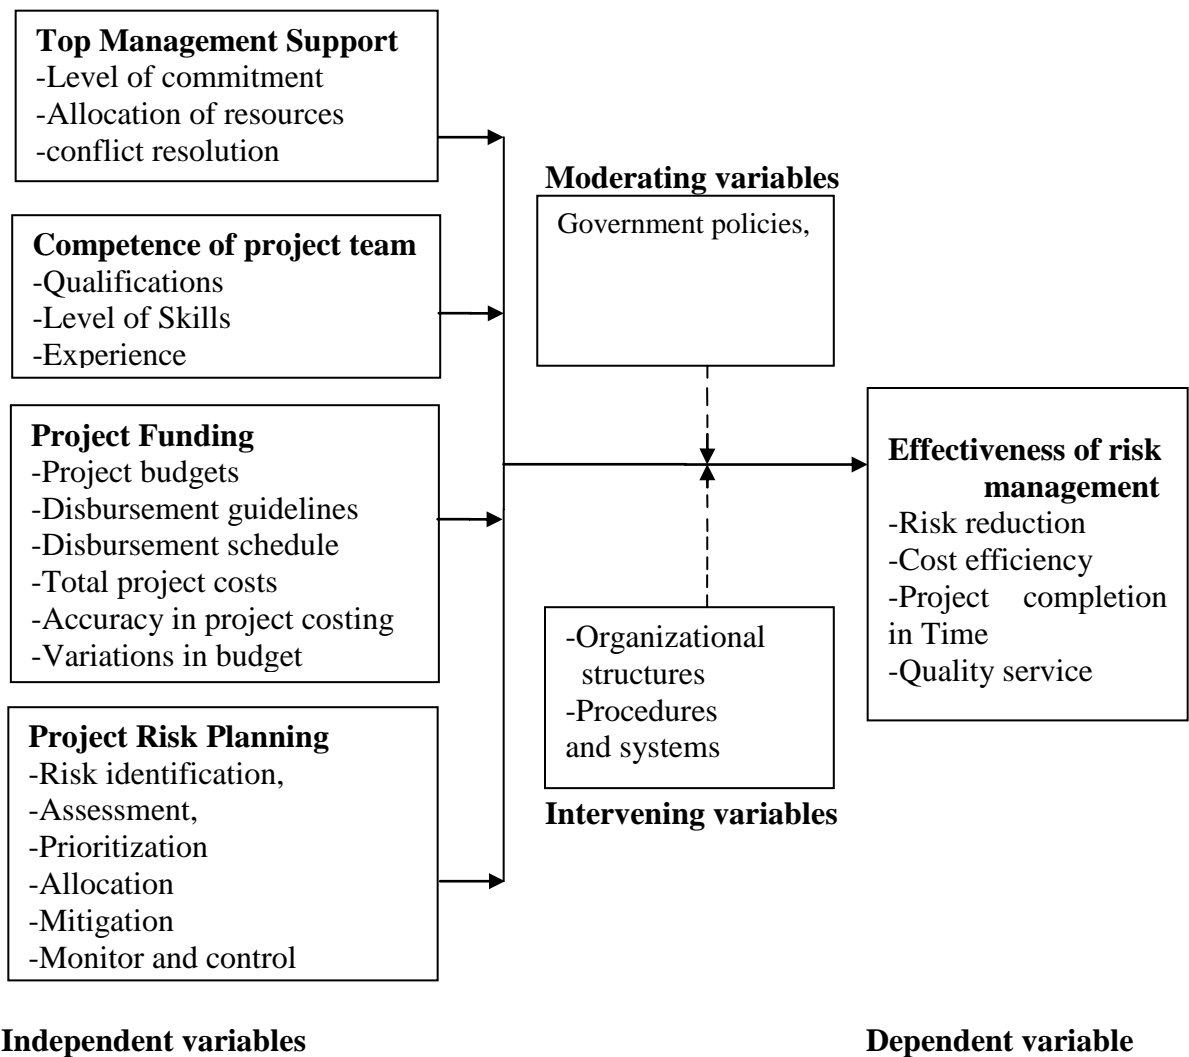 Top Management Support
-Level of commitment
-Allocation of resources
-conflict resolution
Competence of project team
-Qualifications
-Level of Skills
-Experience
Project Funding
-Project budgets
-Disbursement guidelines
-Disbursement schedule
-Total project costs
-Accuracy in project costing
-Variations in budget
Project Risk Planning
-Risk identification,
-Assessment,
-Prioritization
-Allocation
-Mitigation
-Monitor and control
Independent variables
Moderating variables
Government policies,
-Organizational
structures
-Procedures
and systems
Intervening variables
Effectiveness of risk
management
-Risk reduction
-Cost efficiency
-Project completion
in Time
-Quality service
Dependent variable